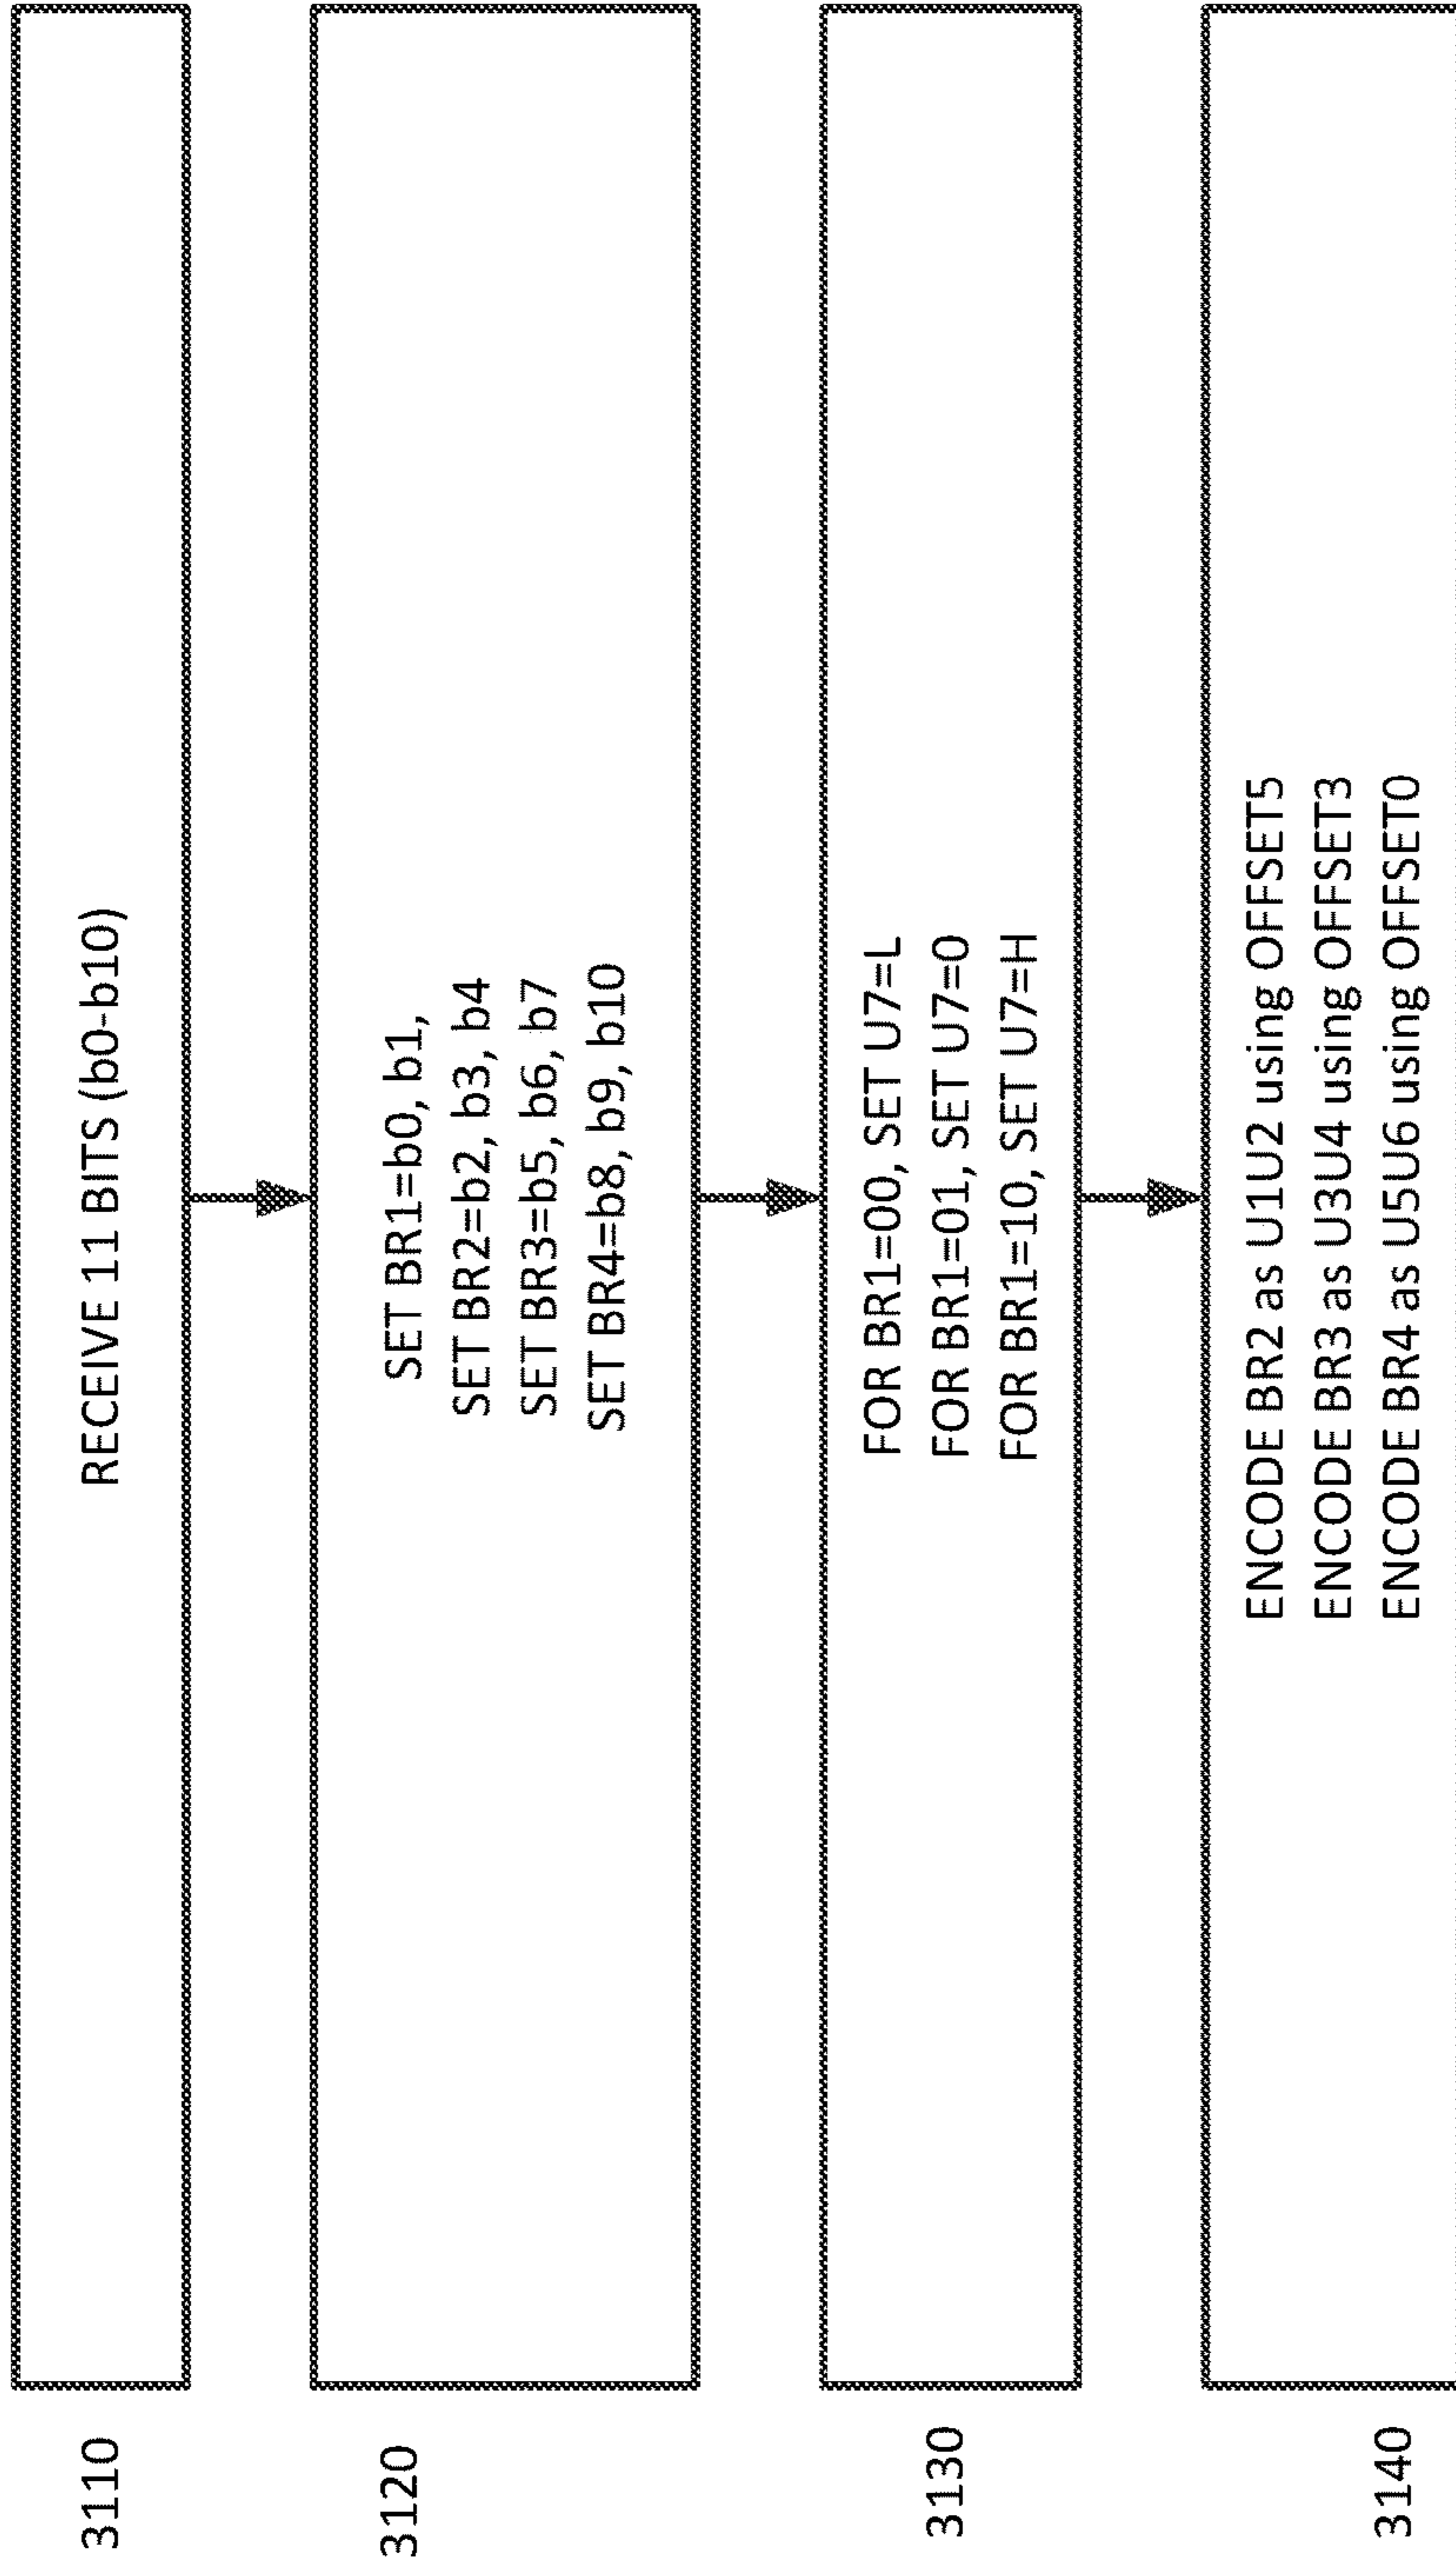 3110
RECEIVE 11 BITS (b0-b10)
3120
SET BR1=b0, b1,
SET BR2=b2, b3, b4
SET BR3=b5, b6, b7
SET BR4=b8, b9, b10
3130
FOR BR1=00, SET U7=L
FOR BR1=01, SET U7=0
FOR BR1=10, SET U7=H
3140
ENCODE BR2 as U1U2 using OFFSET5
ENCODE BR3 as U3U4 using OFFSET3
ENCODE BR4 as U5U6 using OFFSET0